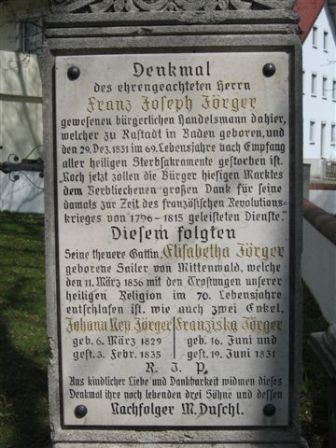 Denkmal
des ehrengeachteten Herrn
Franz Joseph Jörger
gewesenen bürgerlichen Handelsmann dahier,
welcher zu Rastadt in Baden geboren, und
den 29. Dez. 1831 im 69. Lebensjahre nach Empfang
aller heiligen Sterbsakramente gestorben ist.
"Noch jetzt zollen die Bürger hiesigen Marktes
dem Verblichenen großen Dank für seine
damals zur Zeit des französischen Revolutions-
krieges von 1796 - 1815 geleisteten Dienste."
Diesem folgten
Seine theuere Gattin Elisabetha Jörger
geborene Sailer von Mittenwald, welche
den 11. März 1856 mit den Tröstungen unserer
heiligen Religion im 70. Lebensjahre
entschlafen ist. wie auch zwei Enkel,
Johana Nep. Jörger Franziska Jörger
geb. 6. März 1829 geb. 16. Juni und
gest. 3. Febr. 1835 gest. 19. Juni 1831
R. I. P.
Aus kindlicher Liebe und Dankbarkeit widmen dieses
Denkmal ihre noch lebenden drei Söhne und dessen
Nachfolger M. Duschl.